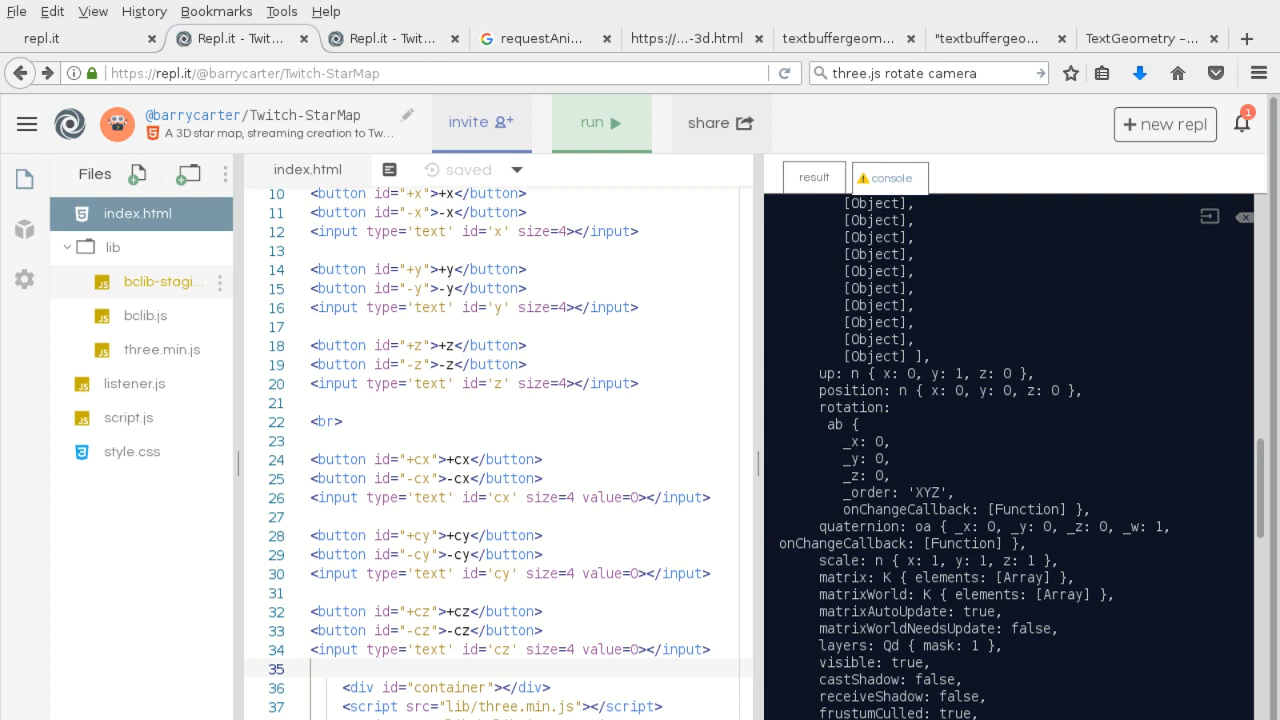 File Edit View History Bookmarks Tools Help
repl.it × Repl.it - Twit... × Repl.it - Twit... × requestAni... × https:/...-3d.html × textbuffergeom... × "textbuffergeo... × TextGeometry –... ×
https://repl.it/@barrycarter/Twitch-StarMap three.js rotate camera
@barrycarter/Twitch-StarMap
A 3D star map, streaming creation to Tw...
invite run share + new repl 1
Files
index.html
lib
bclib-stagi...
bclib.js
three.min.js
listener.js
script.js
style.css
index.html saved
10 <button id="+x">+x</button>
11 <button id="-x">-x</button>
12 <input type='text' id='x' size=4></input>
13
14 <button id="+y">+y</button>
15 <button id="-y">-y</button>
16 <input type='text' id='y' size=4></input>
17
18 <button id="+z">+z</button>
19 <button id="-z">-z</button>
20 <input type='text' id='z' size=4></input>
21
22 <br>
23
24 <button id="+cx">+cx</button>
25 <button id="-cx">-cx</button>
26 <input type='text' id='cx' size=4 value=0></input>
27
28 <button id="+cy">+cy</button>
29 <button id="-cy">-cy</button>
30 <input type='text' id='cy' size=4 value=0></input>
31
32 <button id="+cz">+cz</button>
33 <button id="-cz">-cz</button>
34 <input type='text' id='cz' size=4 value=0></input>
35
36 <div id="container"></div>
37 <script src="lib/three.min.js"></script>
result console
[Object],
[Object],
[Object],
[Object],
[Object],
[Object],
[Object],
[Object],
[Object],
[Object] ],
up: n { x: 0, y: 1, z: 0 },
position: n { x: 0, y: 0, z: 0 },
rotation:
ab {
_x: 0,
_y: 0,
_z: 0,
_order: 'XYZ',
onChangeCallback: [Function] },
quaternion: oa { _x: 0, _y: 0, _z: 0, _w: 1,
onChangeCallback: [Function] },
scale: n { x: 1, y: 1, z: 1 },
matrix: K { elements: [Array] },
matrixWorld: K { elements: [Array] },
matrixAutoUpdate: true,
matrixWorldNeedsUpdate: false,
layers: Qd { mask: 1 },
visible: true,
castShadow: false,
receiveShadow: false,
frustumCulled: true,